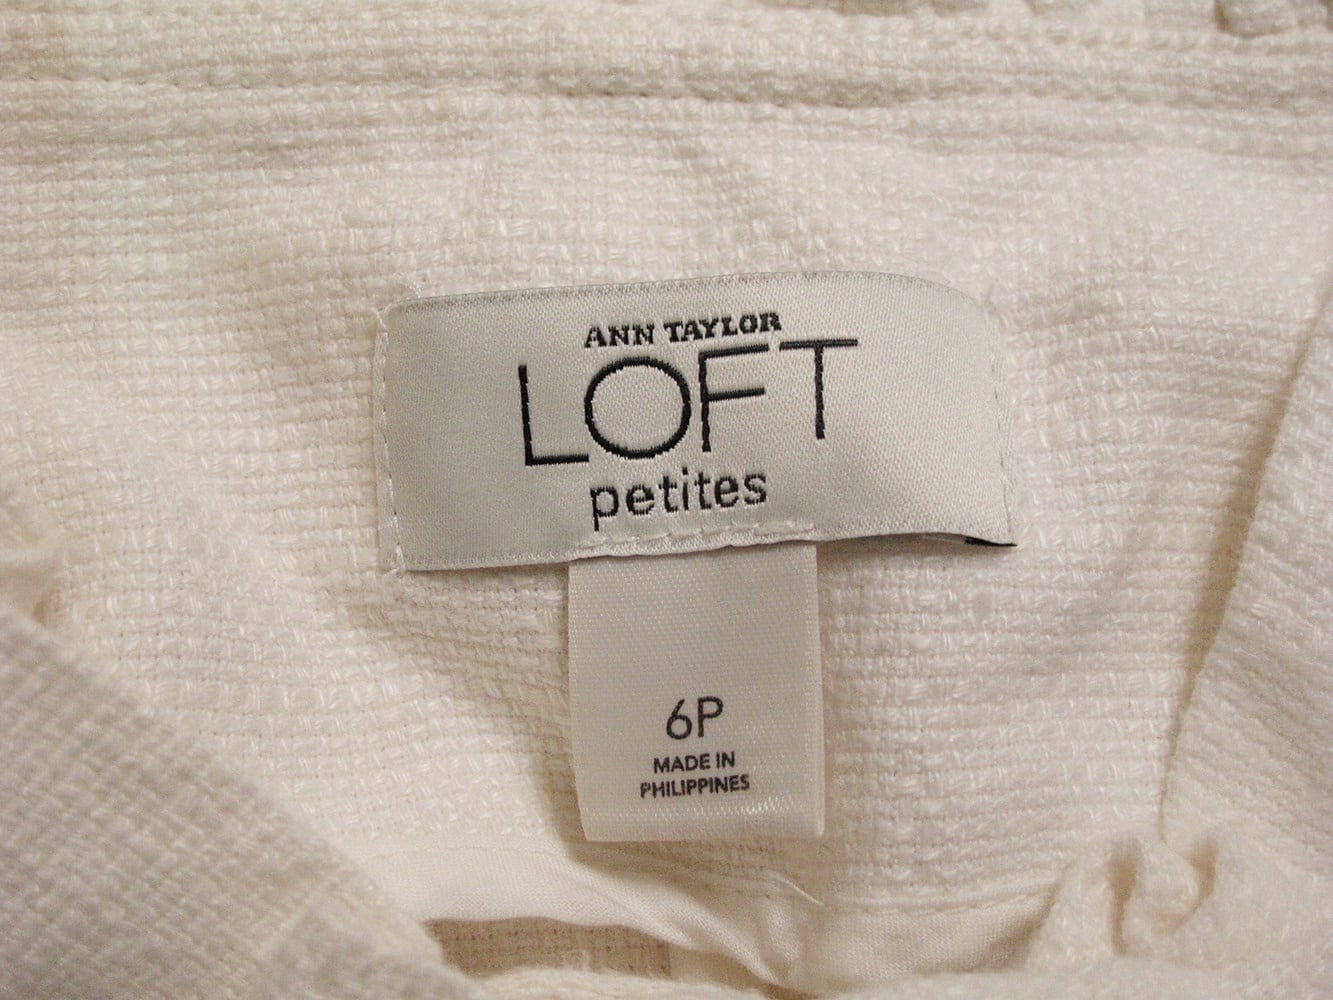 ANN TAYLOR
LOFT
petites
6P
MADE IN
PHILIPPINES